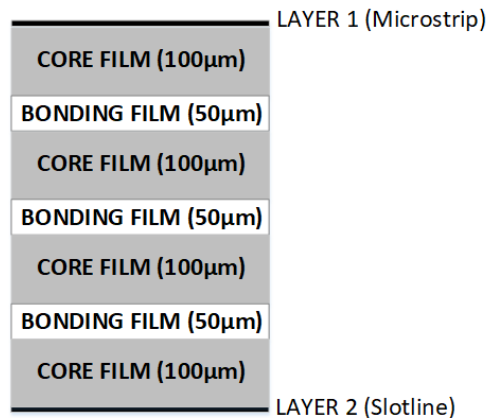 LAYER 1 (Microstrip)
CORE FILM (100µm)
BONDING FILM (50µm)
CORE FILM (100µm)
BONDING FILM (50µm)
CORE FILM (100µm)
BONDING FILM (50µm)
CORE FILM (100µm)
LAYER 2 (Slotline)